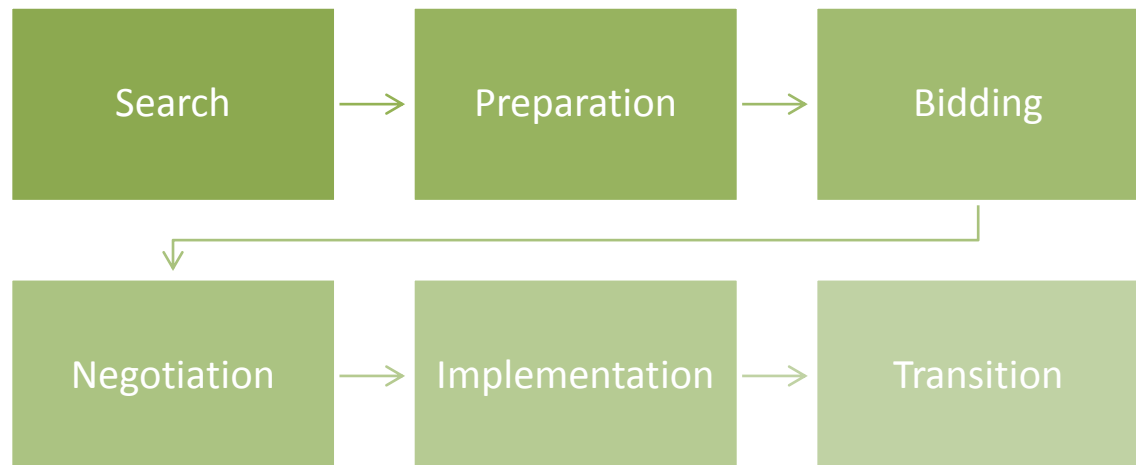 Search
Preparation
Bidding
Negotiation
Implementation
Transition